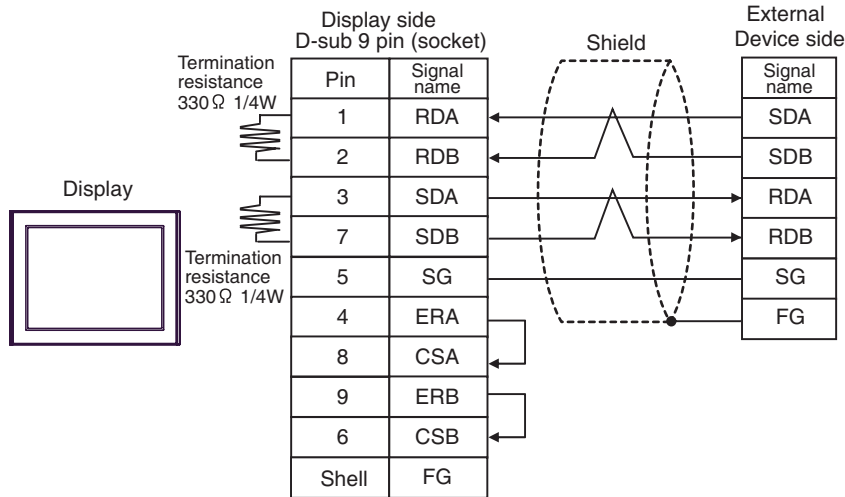 Display side
D-sub 9 pin (socket)
Shield
External
Device side
Termination
resistance
330Ω 1/4W
Pin Signal name
1 RDA
2 RDB
3 SDA
7 SDB
5 SG
4 ERA
8 CSA
9 ERB
6 CSB
Shell FG
Display
Termination
resistance
330Ω 1/4W
Signal
name
SDA
SDB
RDA
RDB
SG
FG